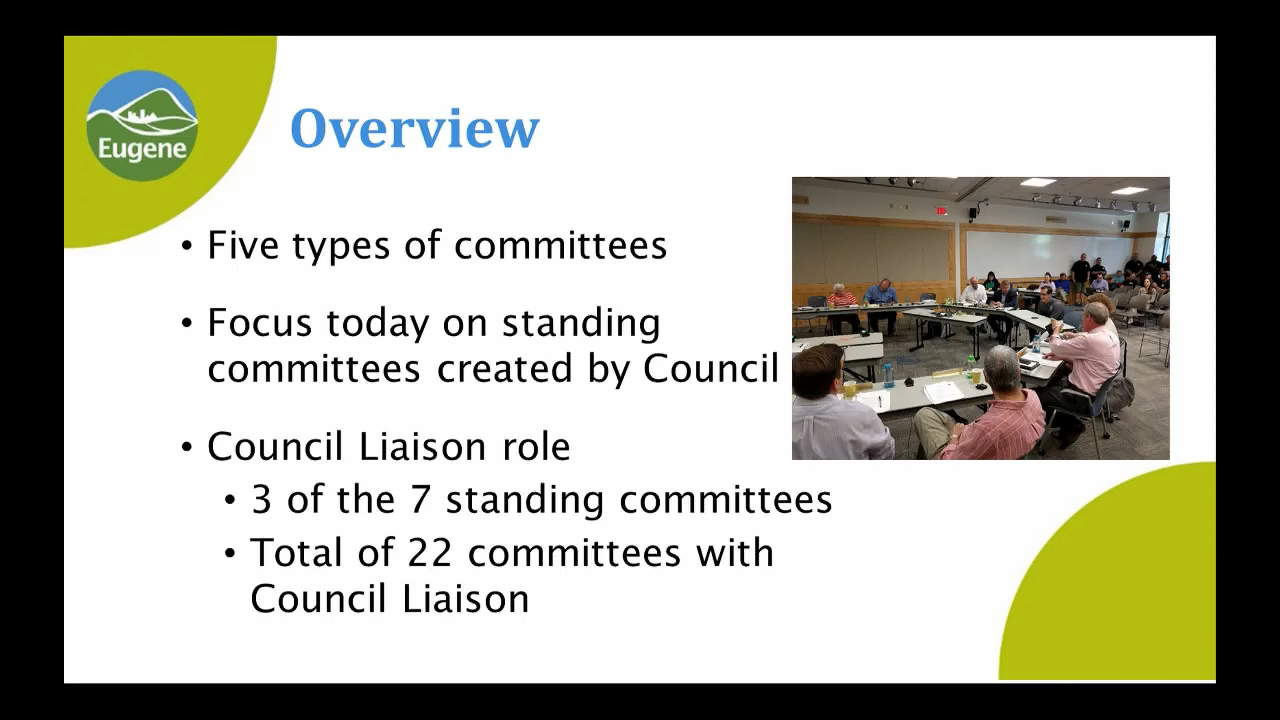 Eugene
Overview
• Five types of committees
• Focus today on standing
committees created by Council
• Council Liaison role
• 3 of the 7 standing committees
• Total of 22 committees with
Council Liaison